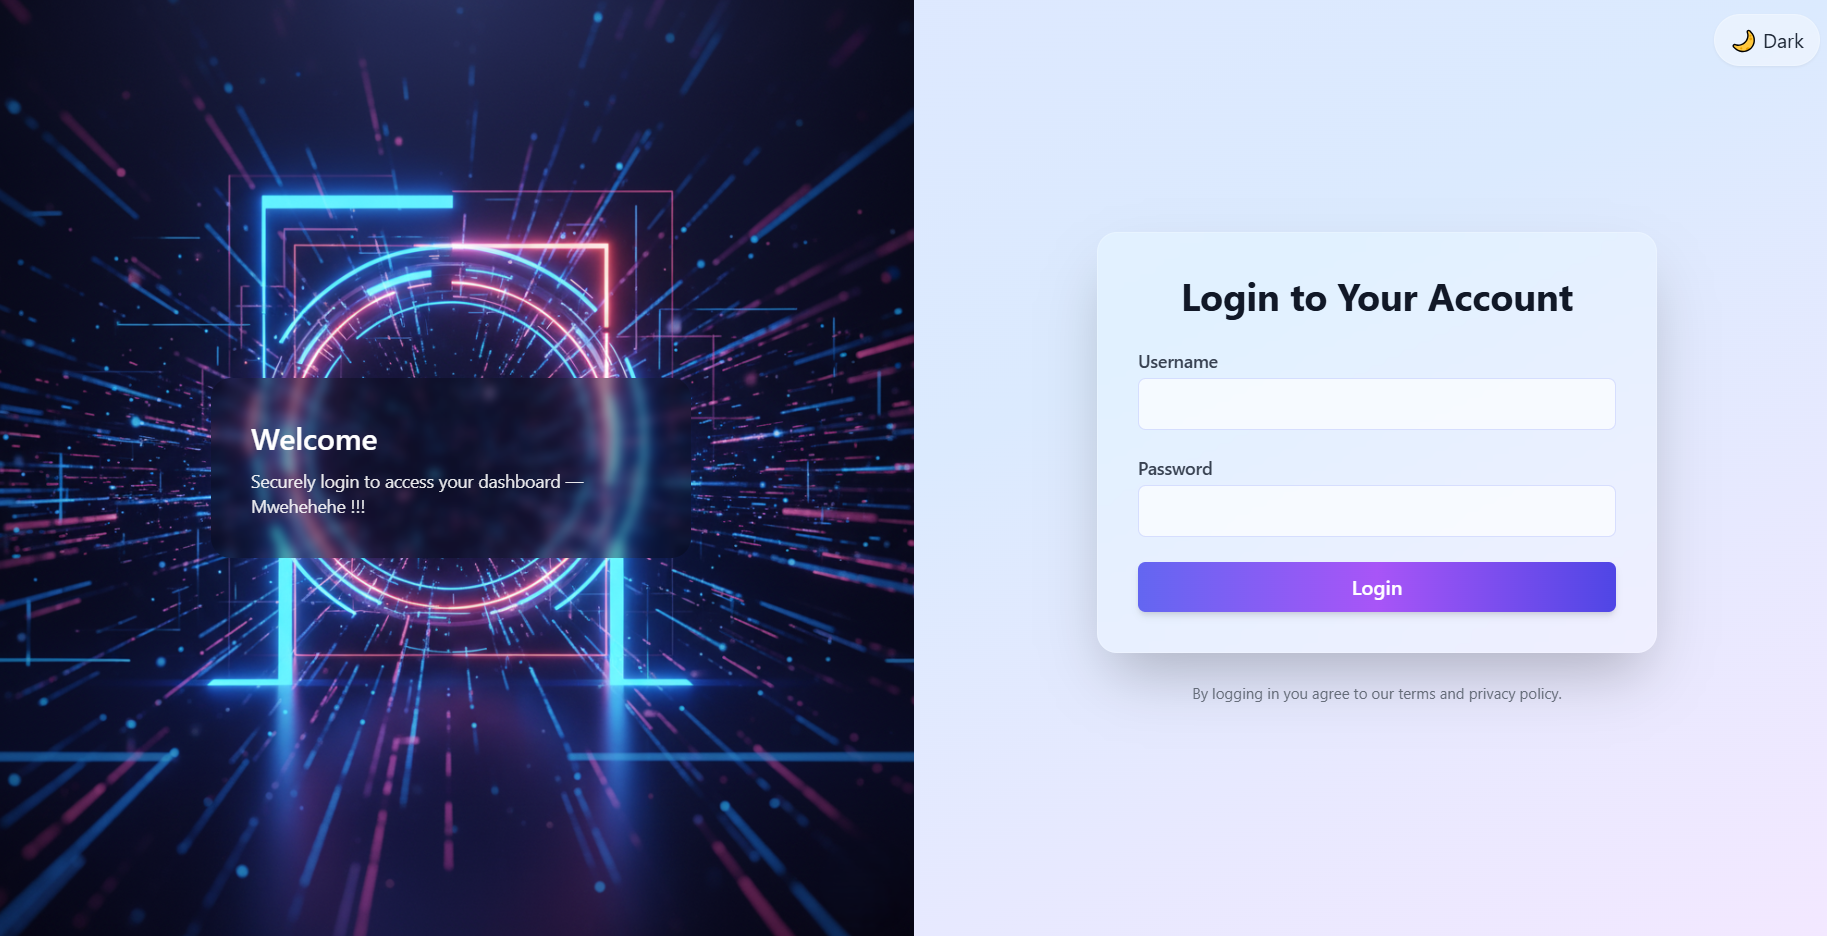 Welcome
Securely login to access your dashboard —
Mwehehehe !!!
🌙 Dark
Login to Your Account
Username
Password
Login
By logging in you agree to our terms and privacy policy.